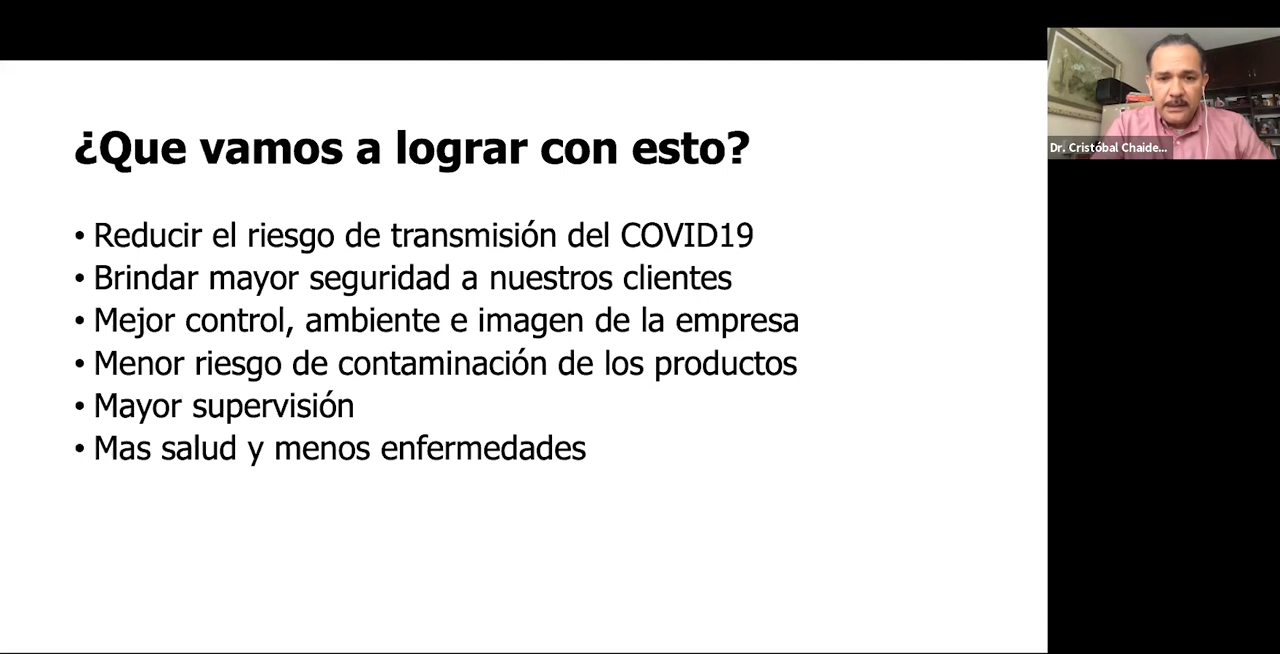 ¿Que vamos a lograr con esto?
• Reducir el riesgo de transmisión del COVID19
• Brindar mayor seguridad a nuestros clientes
• Mejor control, ambiente e imagen de la empresa
• Menor riesgo de contaminación de los productos
• Mayor supervisión
• Mas salud y menos enfermedades
Dr. Cristóbal Chaide...